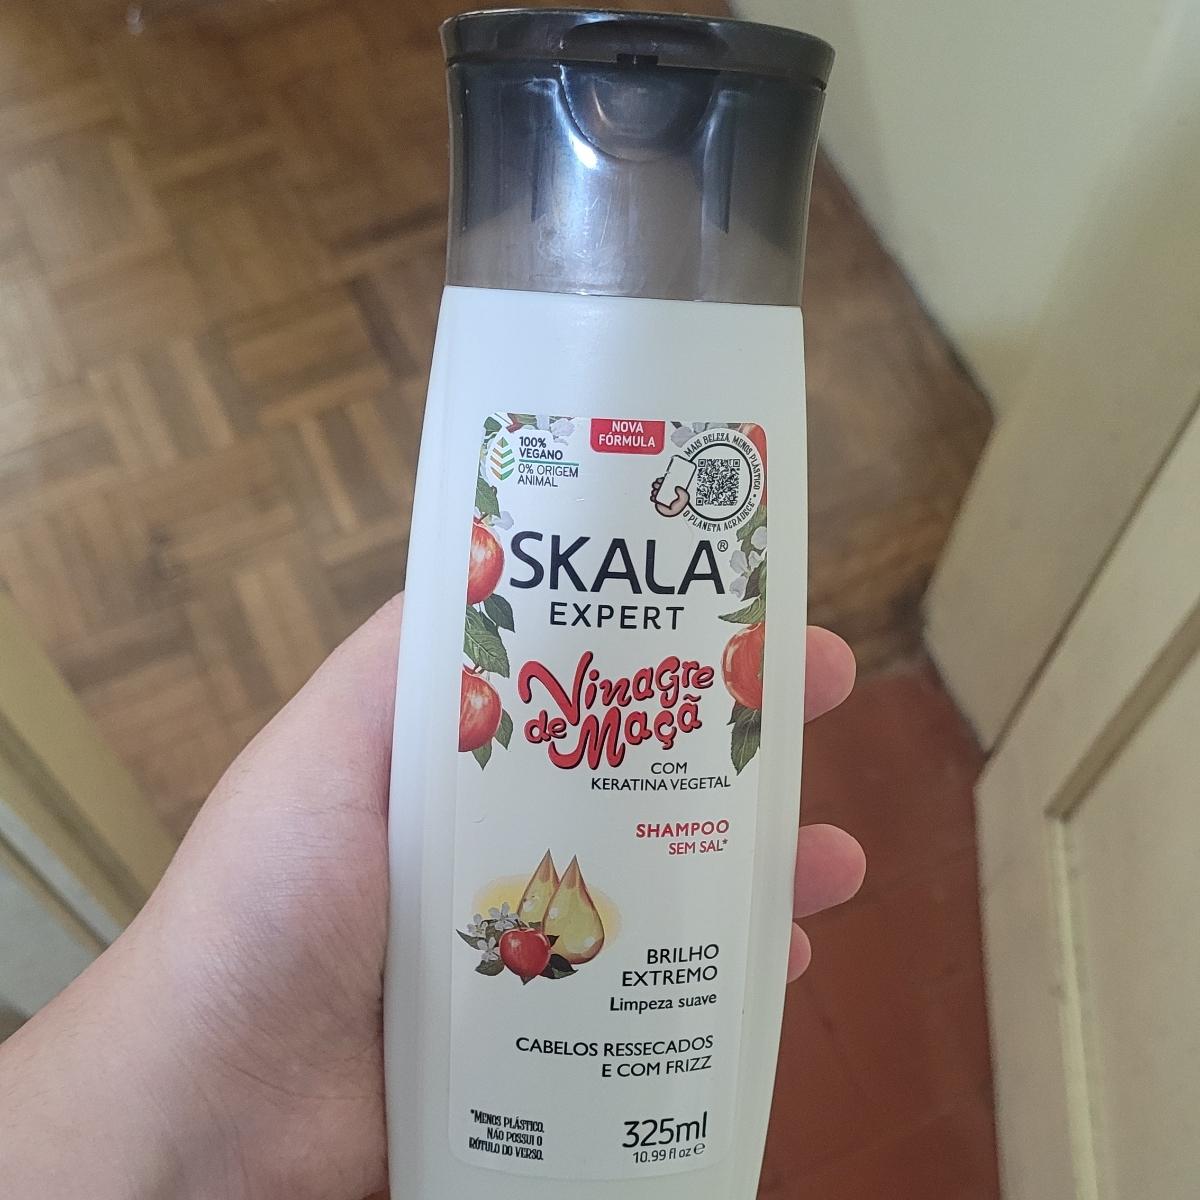 NOVA
FÓRMULA
100%
VEGANO
0% ORIGEM
ANIMAL
MAIS BELEZA, MENOS PLÁSTICO
O PLANETA AGRADECE*
SKALA®
EXPERT
Vinagre
de Maçã
COM
KERATINA VEGETAL
SHAMPOO
SEM SAL*
BRILHO
EXTREMO
Limpeza suave
CABELOS RESSECADOS
E COM FRIZZ
*MENOS PLÁSTICO,
NÃO POSSUI O
RÓTULO DO VERSO.
325ml
10.99 fl oz e